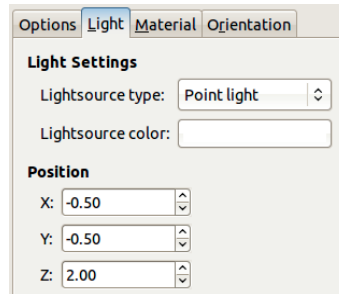 Options Light Material Orientation
Light Settings
Lightsource type: Point light
Lightsource color:
Position
X: -0.50
Y: -0.50
Z: 2.00